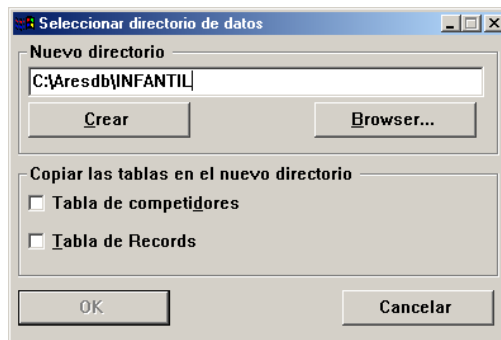 Seleccionar directorio de datos
Nuevo directorio
C:\Aresdb\INFANTIL
Crear Browser...
Copiar las tablas en el nuevo directorio
Tabla de competidores
Tabla de Records
OK Cancelar